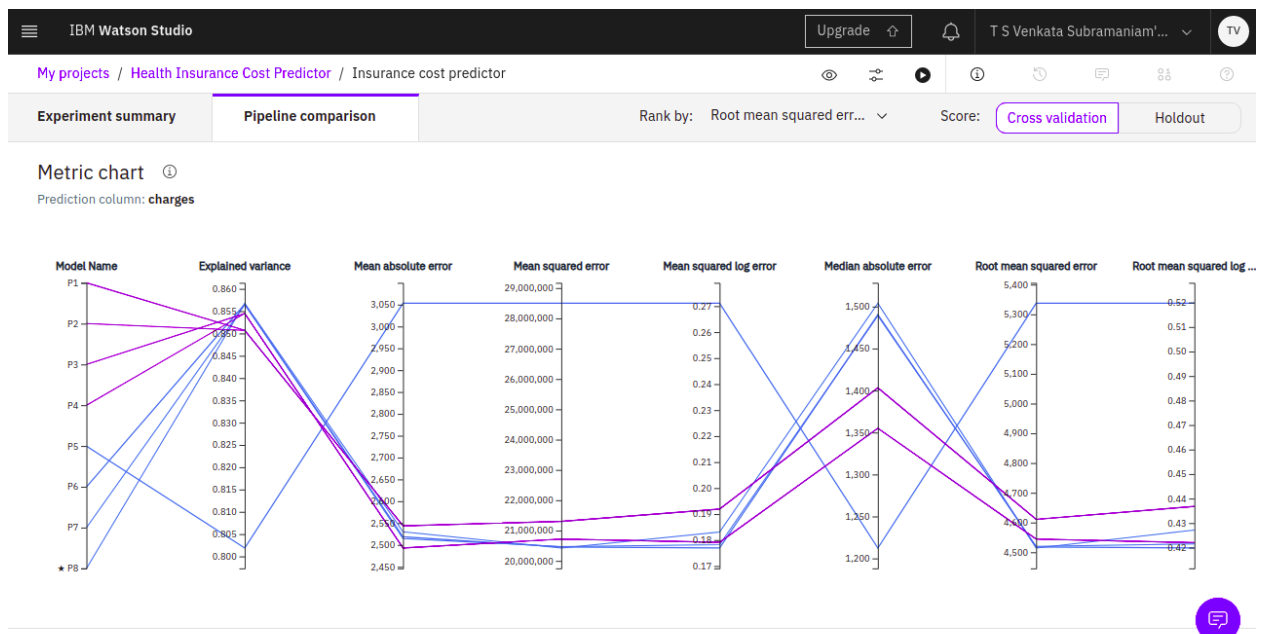 IBM Watson Studio
Upgrade
T S Venkata Subramaniam'...
TV
My projects / Health Insurance Cost Predictor / Insurance cost predictor
Experiment summary
Pipeline comparison
Rank by: Root mean squared err...
Score: Cross validation Holdout
Metric chart
Prediction column: charges
Model Name
P1
P2
P3
P4
P5
P6
P7
★ P8
Explained variance
0.860
0.855
0.850
0.845
0.840
0.835
0.830
0.825
0.820
0.815
0.810
0.805
0.800
Mean absolute error
3,050
3,000
2,950
2,900
2,850
2,800
2,750
2,700
2,650
2,600
2,550
2,500
2,450
Mean squared error
29,000,000
28,000,000
27,000,000
26,000,000
25,000,000
24,000,000
23,000,000
22,000,000
21,000,000
20,000,000
Mean squared log error
0.27
0.26
0.25
0.24
0.23
0.22
0.21
0.20
0.19
0.18
0.17
Median absolute error
1,500
1,450
1,400
1,350
1,300
1,250
1,200
Root mean squared error
5,400
5,300
5,200
5,100
5,000
4,900
4,800
4,700
4,600
4,500
Root mean squared log ...
0.52
0.51
0.50
0.49
0.48
0.47
0.46
0.45
0.44
0.43
0.42